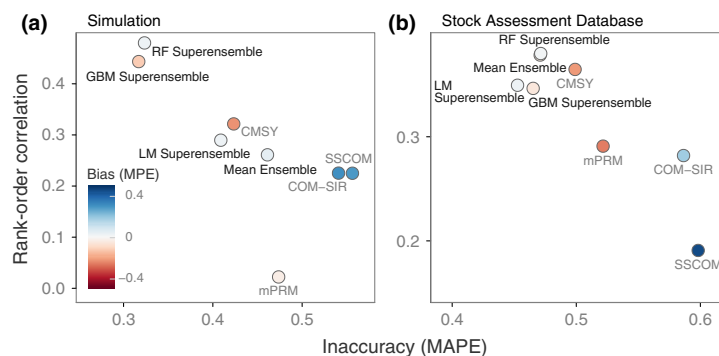 (a) Simulation
(b) Stock Assessment Database
Rank-order correlation
0.4
0.3
0.2
0.1
0.0
RF Superensemble
GBM Superensemble
CMSY
LM Superensemble
Mean Ensemble
SSCOM
COM−SIR
mPRM
Bias (MPE)
0.4
0
−0.4
0.3
0.4
0.5
0.3
0.2
RF Superensemble
Mean Ensemble
CMSY
LM
Superensemble
GBM Superensemble
mPRM
COM−SIR
SSCOM
0.4
0.5
0.6
Inaccuracy (MAPE)